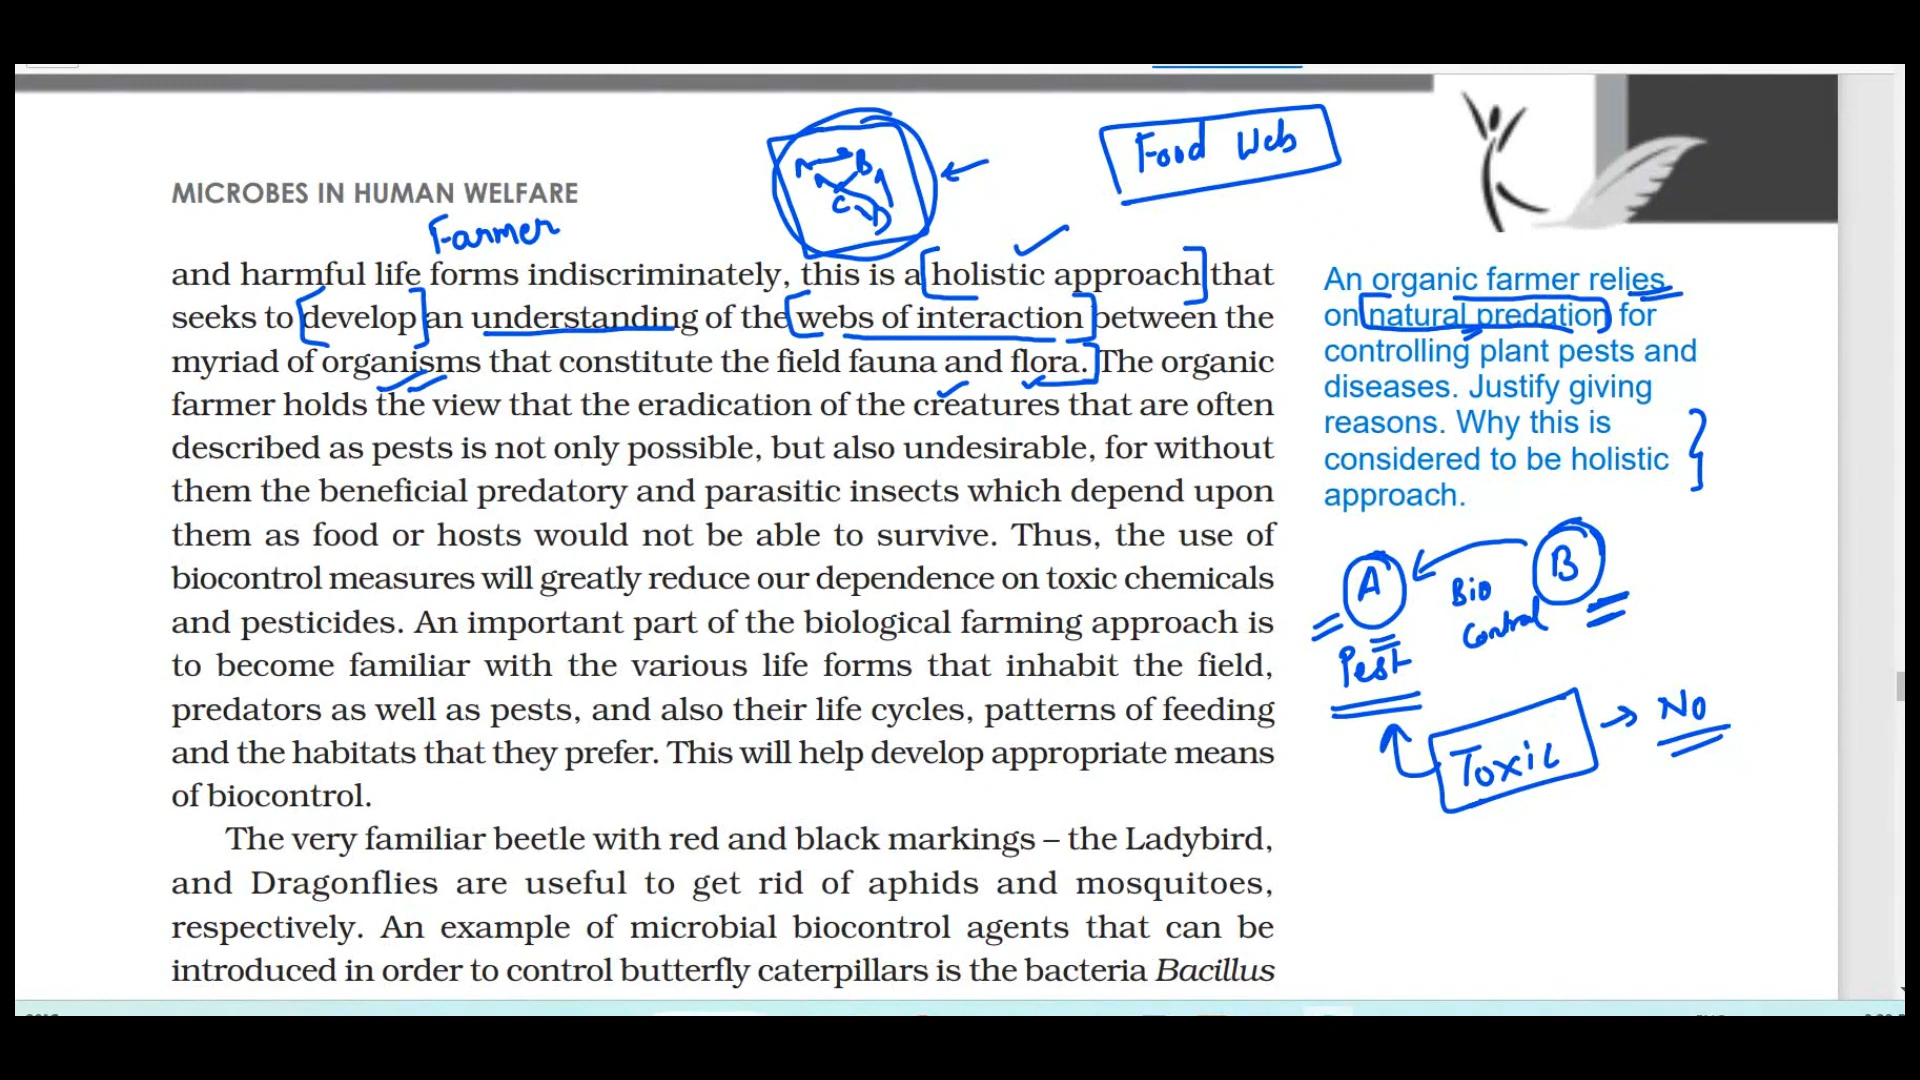 Food Web
A B
C D
MICROBES IN HUMAN WELFARE
Farmer
and harmful life forms indiscriminately, this is a holistic approach that
seeks to develop an understanding of the webs of interaction between the
myriad of organisms that constitute the field fauna and flora. The organic
farmer holds the view that the eradication of the creatures that are often
described as pests is not only possible, but also undesirable, for without
them the beneficial predatory and parasitic insects which depend upon
them as food or hosts would not be able to survive. Thus, the use of
biocontrol measures will greatly reduce our dependence on toxic chemicals
and pesticides. An important part of the biological farming approach is
to become familiar with the various life forms that inhabit the field,
predators as well as pests, and also their life cycles, patterns of feeding
and the habitats that they prefer. This will help develop appropriate means
of biocontrol.
The very familiar beetle with red and black markings – the Ladybird,
and Dragonflies are useful to get rid of aphids and mosquitoes,
respectively. An example of microbial biocontrol agents that can be
introduced in order to control butterfly caterpillars is the bacteria Bacillus
An organic farmer relies
on natural predation for
controlling plant pests and
diseases. Justify giving
reasons. Why this is
considered to be holistic
approach.
A B
Bio
Control
Pest
Toxic → No